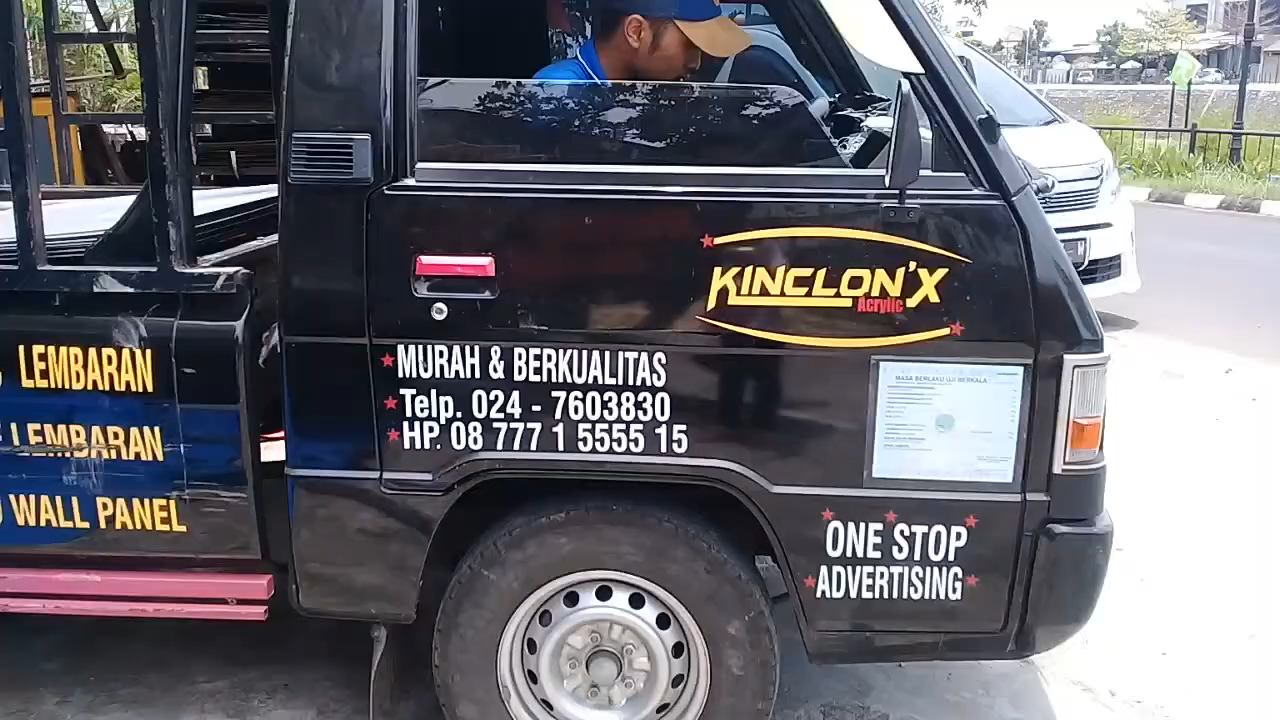 KINCLON'X
Acrylic
LEMBARAN
LEMBARAN
WALL PANEL
MURAH & BERKUALITAS
Telp. 024 - 7603830
HP. 08 777 1 5555 15
MASA BERLAKU UJI BERKALA
ONE STOP
ADVERTISING